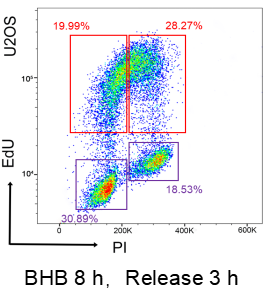 19.99% 28.27%
U2OS
10⁵
EdU
10⁴
18.53%
30.89%
0 200K 400K 600K
PI
BHB 8 h, Release 3 h